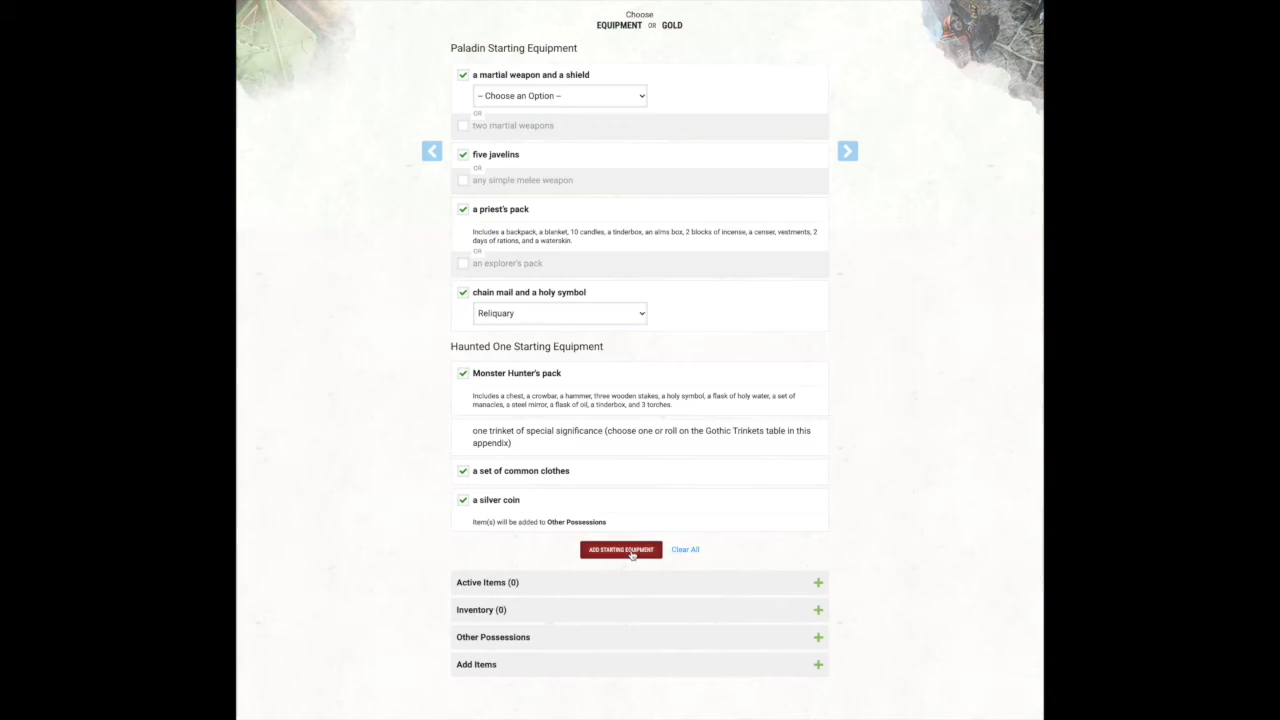 Choose
EQUIPMENT OR GOLD
Paladin Starting Equipment
a martial weapon and a shield
-- Choose an Option --
OR
two martial weapons
five javelins
OR
any simple melee weapon
a priest's pack
Includes a backpack, a blanket, 10 candles, a tinderbox, an alms box, 2 blocks of incense, a censer, vestments, 2
days of rations, and a waterskin.
OR
an explorer's pack
chain mail and a holy symbol
Reliquary
Haunted One Starting Equipment
Monster Hunter's pack
Includes a chest, a crowbar, a hammer, three wooden stakes, a holy symbol, a flask of holy water, a set of
manacles, a steel mirror, a flask of oil, a tinderbox, and 3 torches.
one trinket of special significance (choose one or roll on the Gothic Trinkets table in this
appendix)
a set of common clothes
a silver coin
Item(s) will be added to Other Possessions
ADD STARTING EQUIPMENT Clear All
Active Items (0)
Inventory (0)
Other Possessions
Add Items